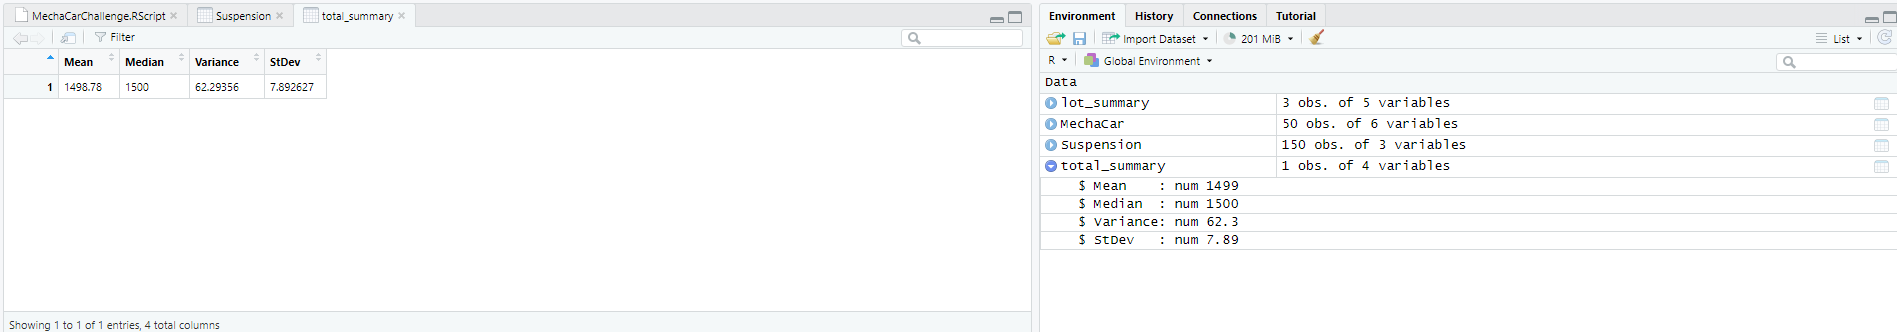 MechaCarChallenge.RScript
Suspension
total_summary
Filter
Mean Median Variance StDev
1 1498.78 1500 62.29356 7.892627
Showing 1 to 1 of 1 entries, 4 total columns
Environment History Connections Tutorial
Import Dataset 201 MiB List
R Global Environment
Data
lot_summary 3 obs. of 5 variables
MechaCar 50 obs. of 6 variables
Suspension 150 obs. of 3 variables
total_summary 1 obs. of 4 variables
$ Mean : num 1499
$ Median : num 1500
$ Variance: num 62.3
$ StDev : num 7.89